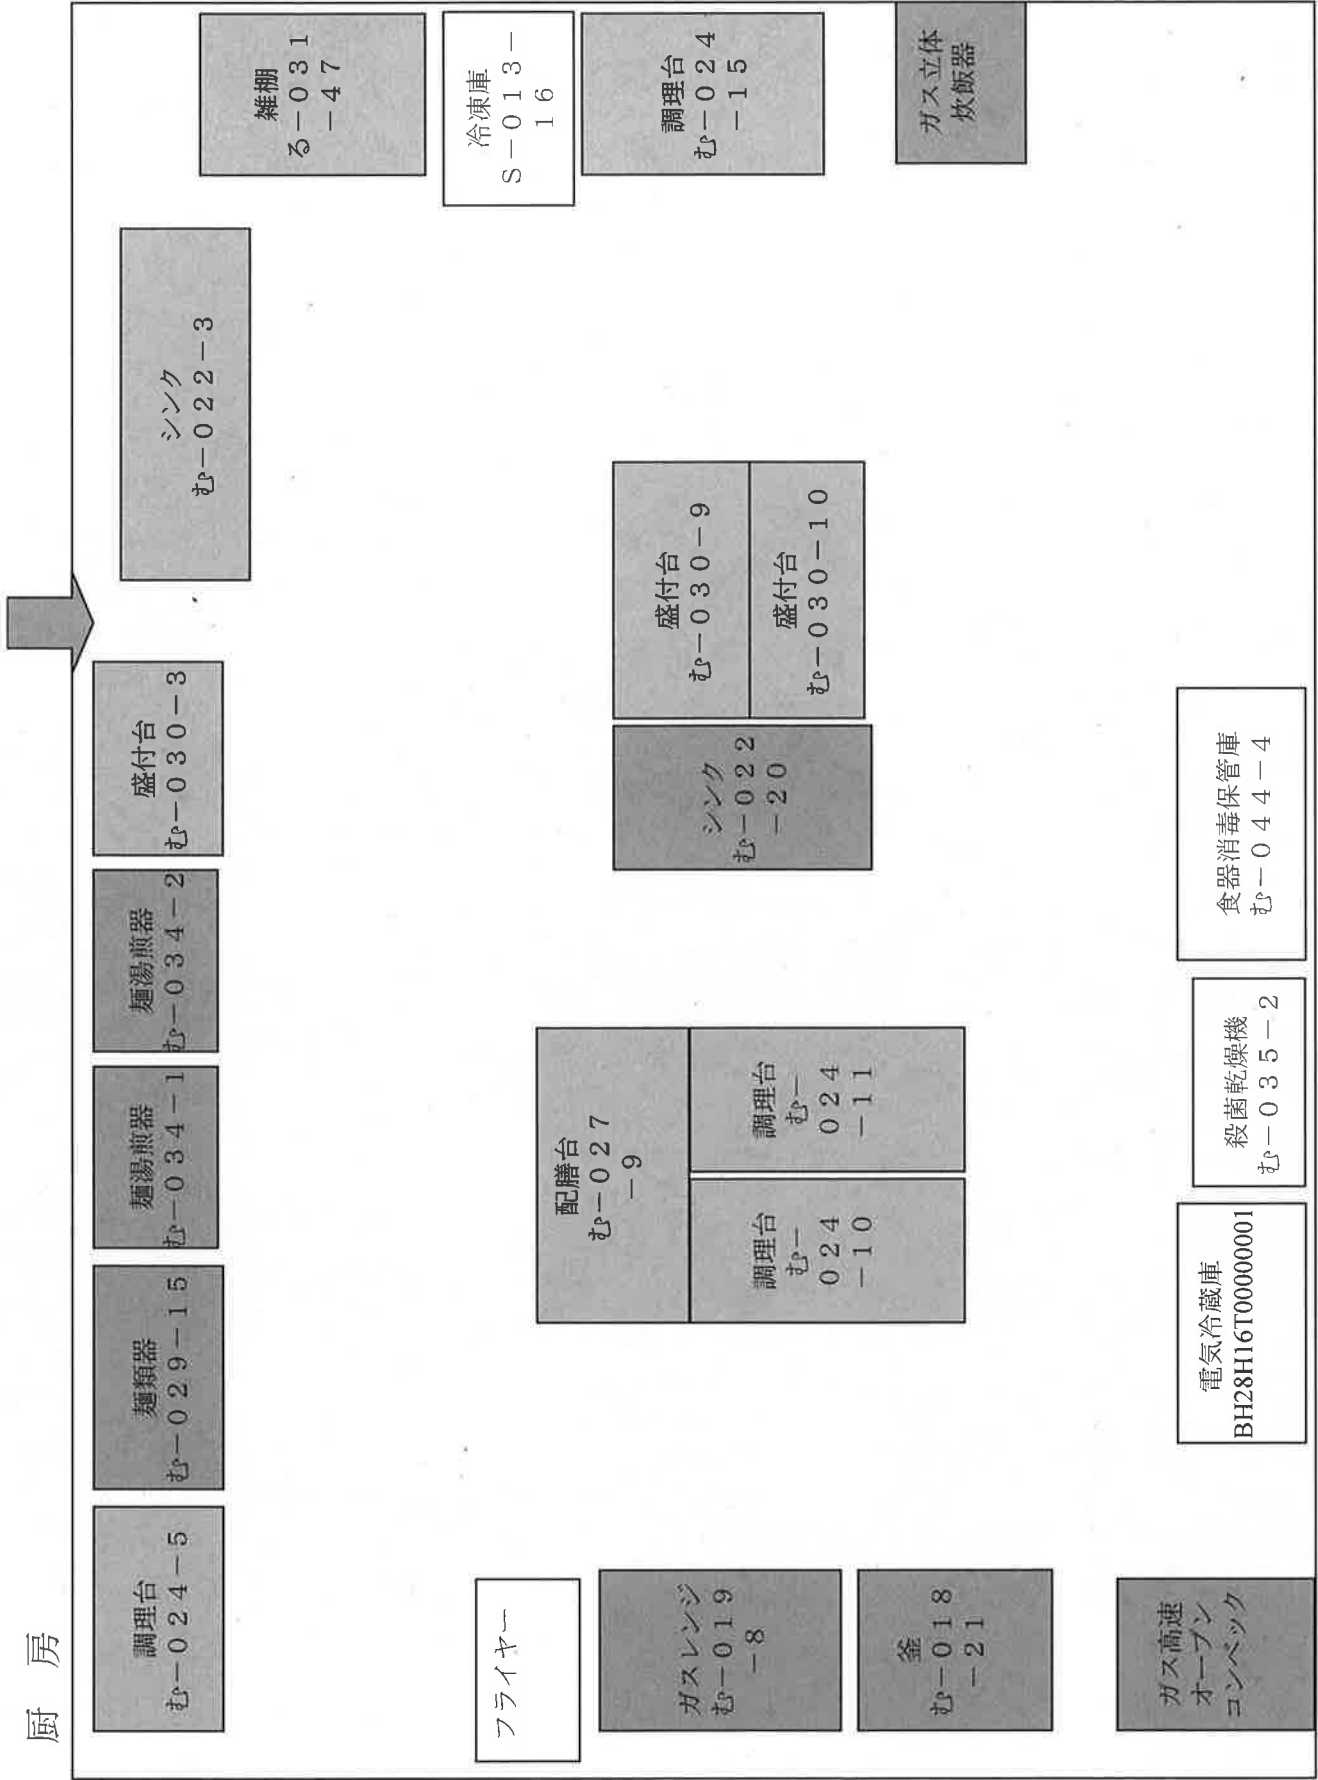 厨　房
調理台
む－０２４－５
麺類器
む－０２９－１５
麺湯煎器
む－０３４－１
麺湯煎器
む－０３４－２
盛付台
む－０３０－３
シンク
む－０２２－３
雑棚
る－０３１
－４７
冷凍庫
Ｓ－０１３－
１６
調理台
む－０２４
－１５
ガス立体
炊飯器
フライヤー
ガスレンジ
む－０１９
－８
釜
む－０１８
－２１
ガス高速
オーブン
コンベック
配膳台
む－０２７
－９
調理台
む－
０２４
－１０
調理台
む－
０２４
－１１
シンク
む－０２２
－２０
盛付台
む－０３０－９
盛付台
む－０３０－１０
電気冷蔵庫
BH28H16T00000001
殺菌乾燥機
む－０３５－２
食器消毒保管庫
む－０４４－４